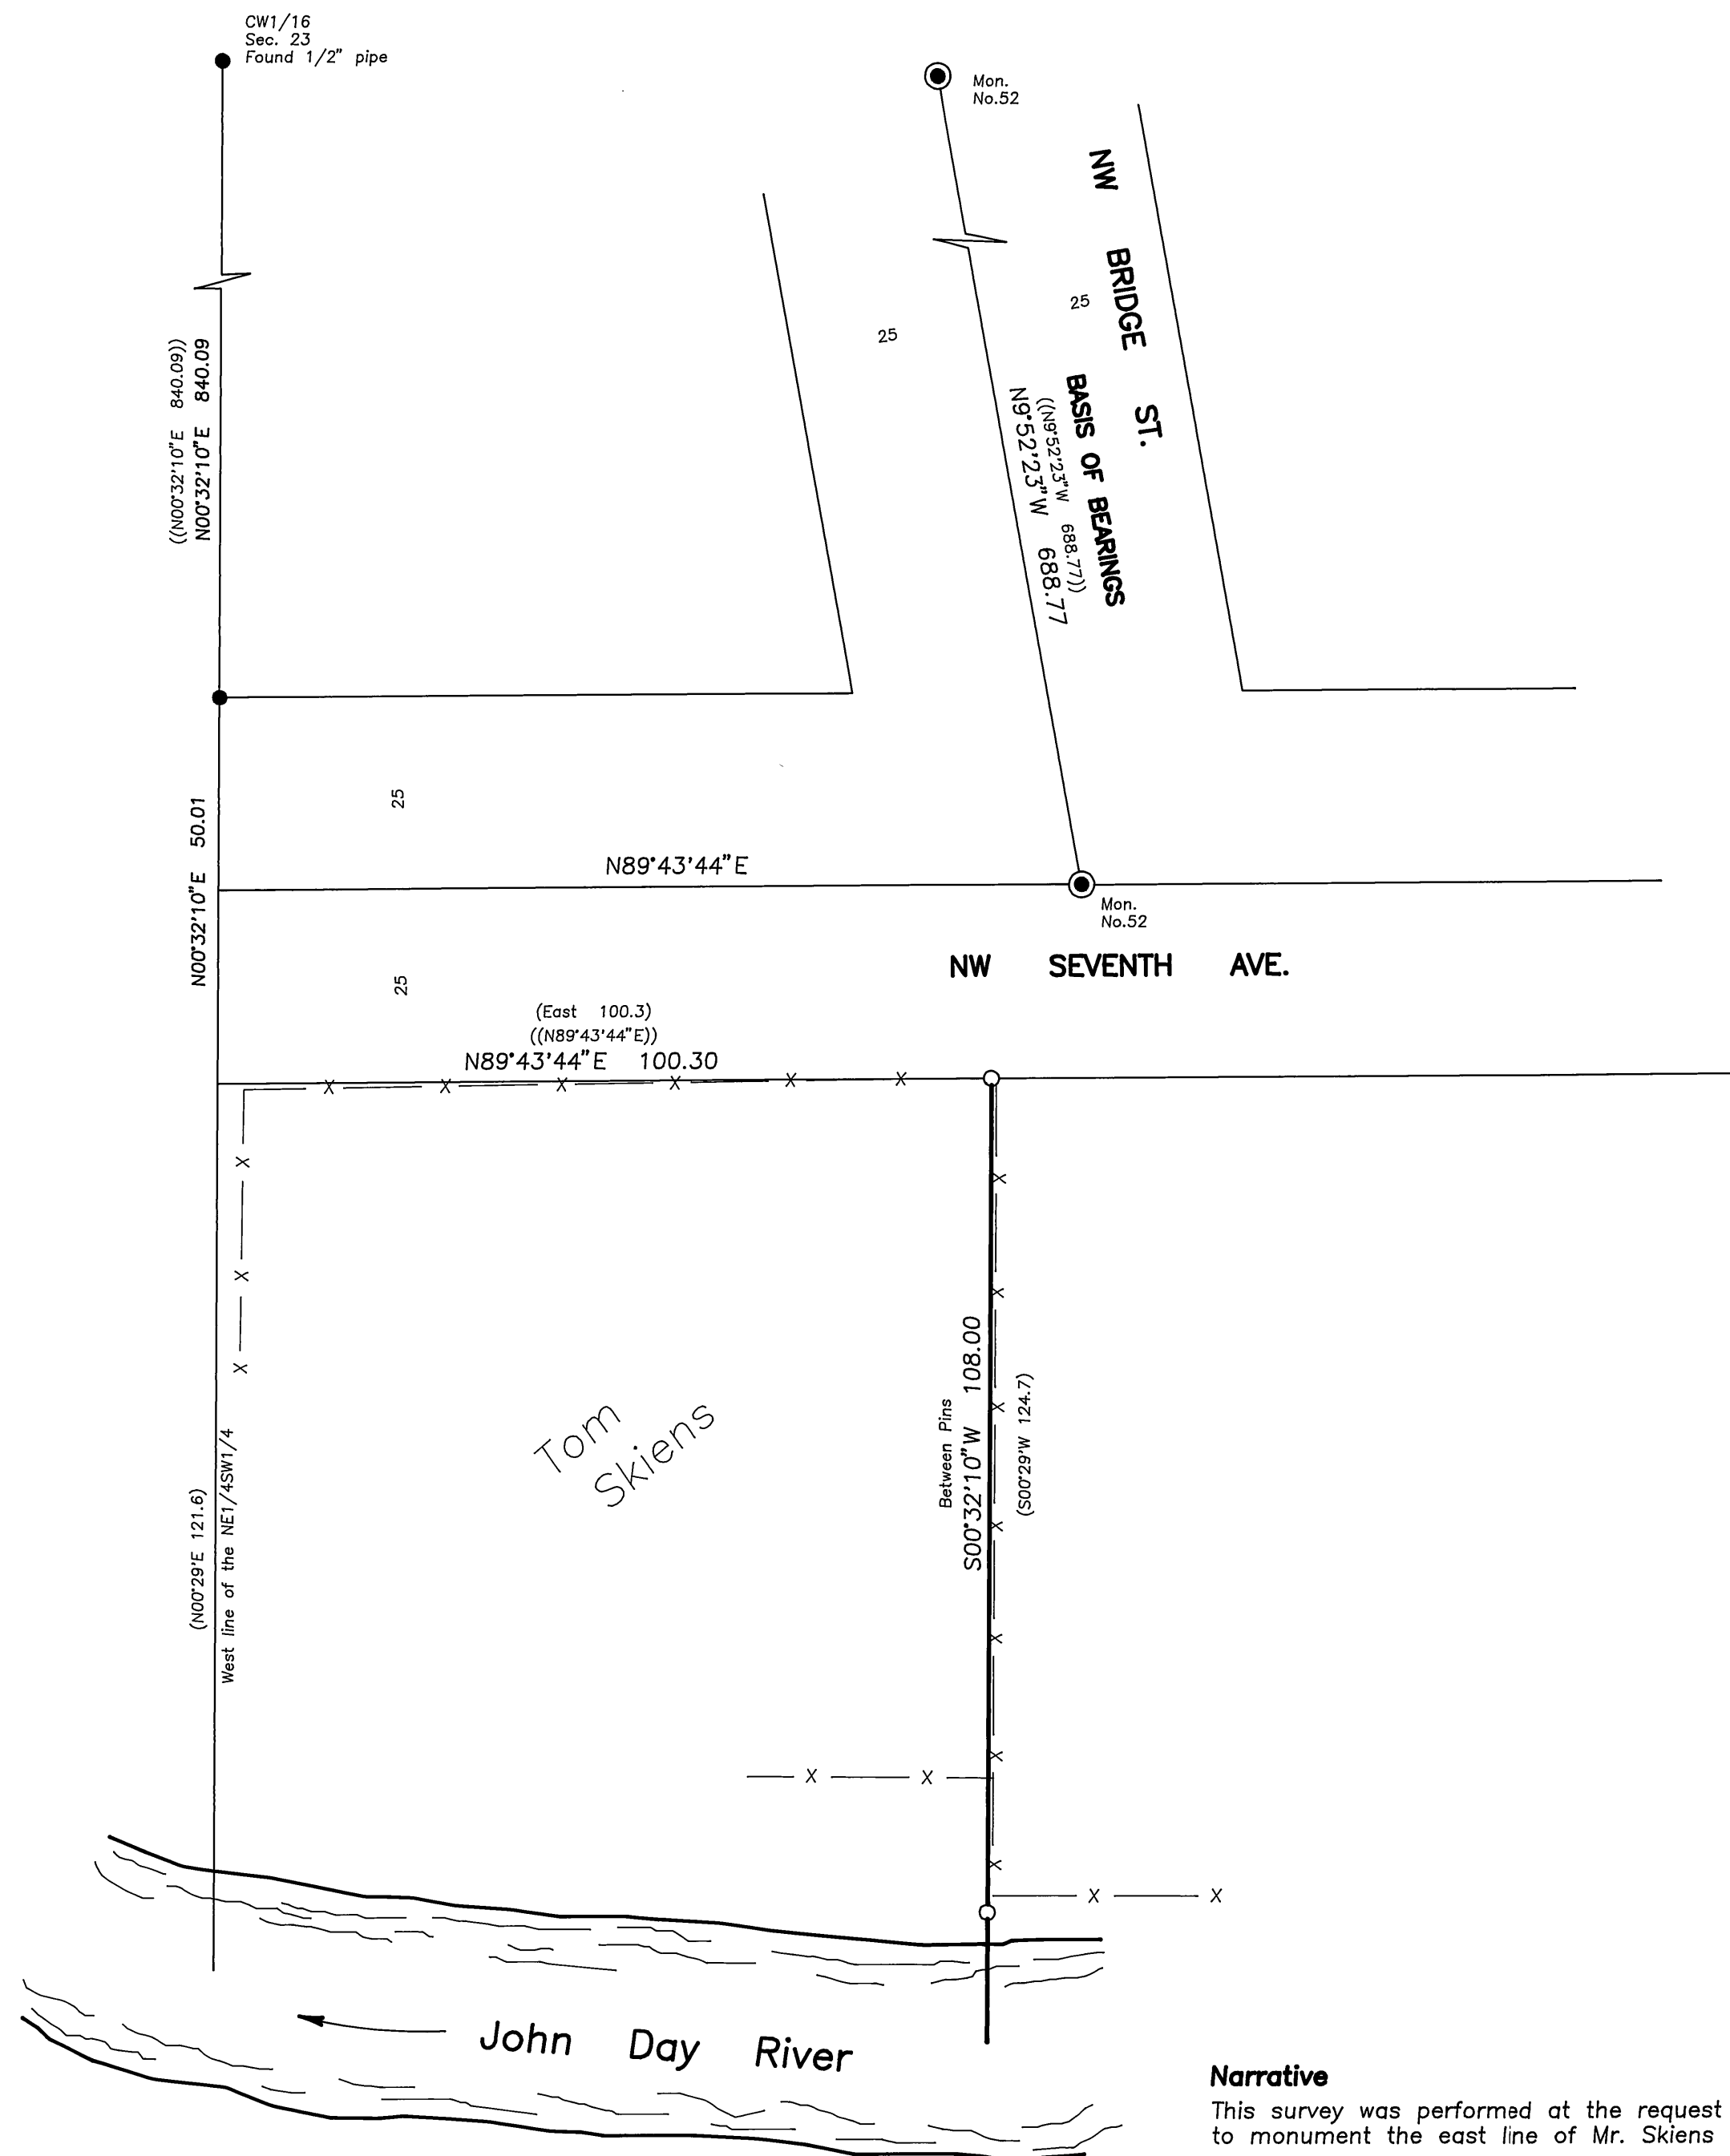 CW1/16
Sec. 23
Found 1/2" pipe
Mon.
No.52
NW BRIDGE ST.
25
25
BASIS OF BEARINGS
((N9°52'23"W 688.77))
N9°52'23"W 688.77
((N00°32'10"E 840.09))
N00°32'10"E 840.09
25
N00°32'10"E 50.01
N89°43'44"E
Mon.
No.52
NW SEVENTH AVE.
25
(East 100.3)
((N89°43'44"E))
N89°43'44"E 100.30
X X X X X X
X
X
X
X
X
X
X
X
X
X
X
Between Pins
S00°32'10"W 108.00
(S00°29'W 124.7)
Tom
Skiens
(N00°29'E 121.6)
West line of the NE1/4SW1/4
X X
X X
John Day River
Narrative
This survey was performed at the request
to monument the east line of Mr. Skiens